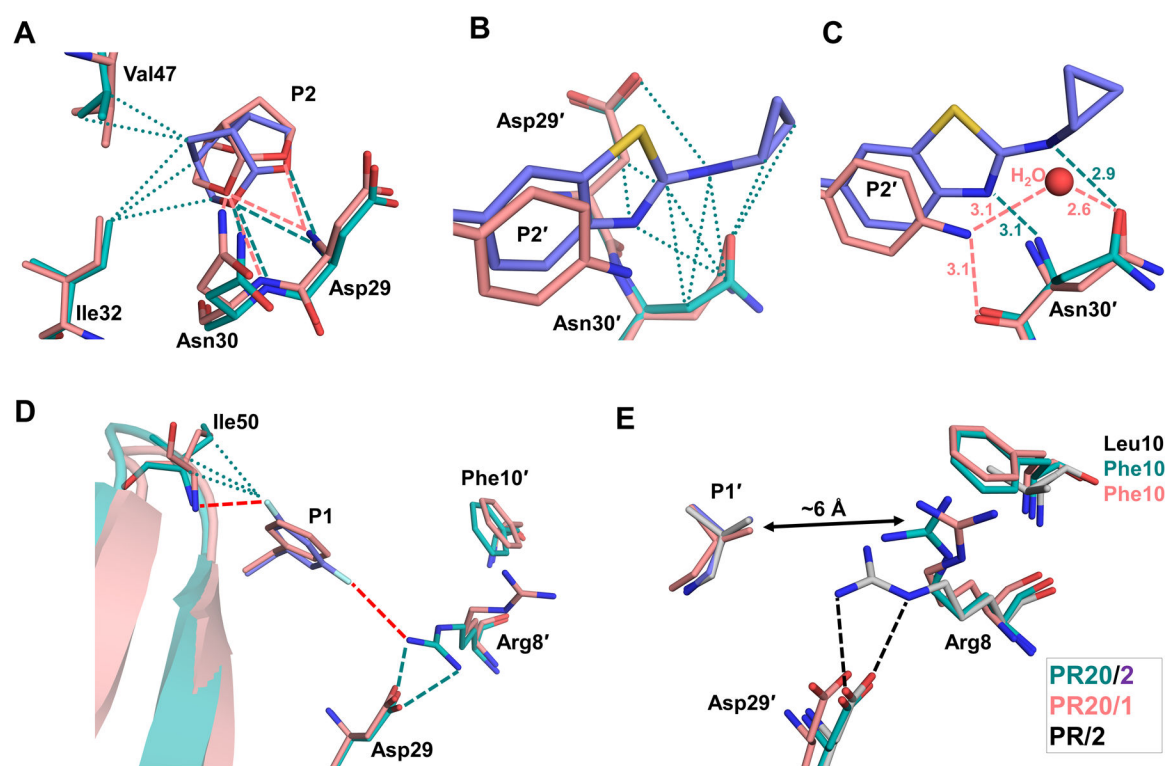 A
Val47
P2
Ile32
Asn30
Asp29
B
Asp29′
P2′
Asn30′
C
H₂O
2.9
P2′
3.1
2.6
3.1
3.1
Asn30′
D
Ile50
P1
Phe10′
Arg8′
Asp29
E
Leu10
Phe10
Phe10
P1′
~6 Å
Arg8
Asp29′
PR20/2
PR20/1
PR/2